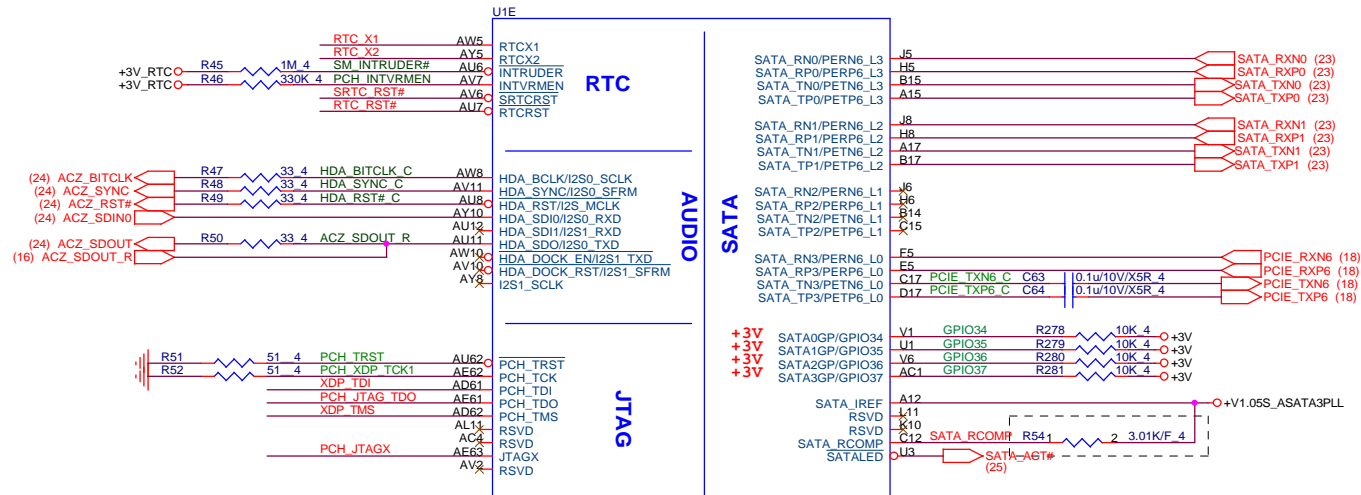 U1E
RTC_X1 AW5 RTCX1
RTC_X2 AY5 RTCX2
+3V_RTC R45 1M_4 SM_INTRUDER# AU6 INTRUDER
+3V_RTC R46 330K_4 PCH_INTVRMEN AV7 INTVRMEN
SRTC_RST# AV6 SRTCRST
RTC_RST# AU7 RTCRST
RTC
(24) ACZ_BITCLK R47 33_4 HDA_BITCLK_C AW8 HDA_BCLK/I2S0_SCLK
(24) ACZ_SYNC R48 33_4 HDA_SYNC_C AV11 HDA_SYNC/I2S0_SFRM
(24) ACZ_RST# R49 33_4 HDA_RST#_C AU8 HDA_RST/I2S_MCLK
(24) ACZ_SDIN0 AY10 HDA_SDI0/I2S0_RXD
AU12 HDA_SDI1/I2S1_RXD
(24) ACZ_SDOUT R50 33_4 ACZ_SDOUT_R AU11 HDA_SDO/I2S0_TXD
(16) ACZ_SDOUT_R AW10 HDA_DOCK_EN/I2S1_TXD
AV10 HDA_DOCK_RST/I2S1_SFRM
AY8 I2S1_SCLK
AUDIO
R51 51_4 PCH_TRST AU62 PCH_TRST
R52 51_4 PCH_XDP_TCK1 AE62 PCH_TCK
XDP_TDI AD61 PCH_TDI
PCH_JTAG_TDO AE61 PCH_TDO
XDP_TMS AD62 PCH_TMS
AL11 RSVD
AC4 RSVD
PCH_JTAGX AE63 JTAGX
AV2 RSVD
JTAG
SATA
SATA_RN0/PERN6_L3 J5 SATA_RXN0 (23)
SATA_RP0/PERP6_L3 H5 SATA_RXP0 (23)
SATA_TN0/PETN6_L3 B15 SATA_TXN0 (23)
SATA_TP0/PETP6_L3 A15 SATA_TXP0 (23)
SATA_RN1/PERN6_L2 J8 SATA_RXN1 (23)
SATA_RP1/PERP6_L2 H8 SATA_RXP1 (23)
SATA_TN1/PETN6_L2 A17 SATA_TXN1 (23)
SATA_TP1/PETP6_L2 B17 SATA_TXP1 (23)
SATA_RN2/PERN6_L1 J6
SATA_RP2/PERP6_L1 H6
SATA_TN2/PETN6_L1 B14
SATA_TP2/PETP6_L1 C15
SATA_RN3/PERN6_L0 F5 PCIE_RXN6 (18)
SATA_RP3/PERP6_L0 E5 PCIE_RXP6 (18)
SATA_TN3/PETN6_L0 C17 PCIE_TXN6_C C63 0.1u/10V/X5R_4 PCIE_TXN6 (18)
SATA_TP3/PETP6_L0 D17 PCIE_TXP6_C C64 0.1u/10V/X5R_4 PCIE_TXP6 (18)
+3V SATA0GP/GPIO34 V1 GPIO34 R278 10K_4 +3V
+3V SATA1GP/GPIO35 U1 GPIO35 R279 10K_4 +3V
+3V SATA2GP/GPIO36 V6 GPIO36 R280 10K_4 +3V
+3V SATA3GP/GPIO37 AC1 GPIO37 R281 10K_4 +3V
SATA_IREF A12 +V1.05S_ASATA3PLL
RSVD L11
RSVD K10
SATA_RCOMP C12 SATA_RCOMP R54 1 2 3.01K/F_4
SATALED U3 SATA_ACT#
(25)